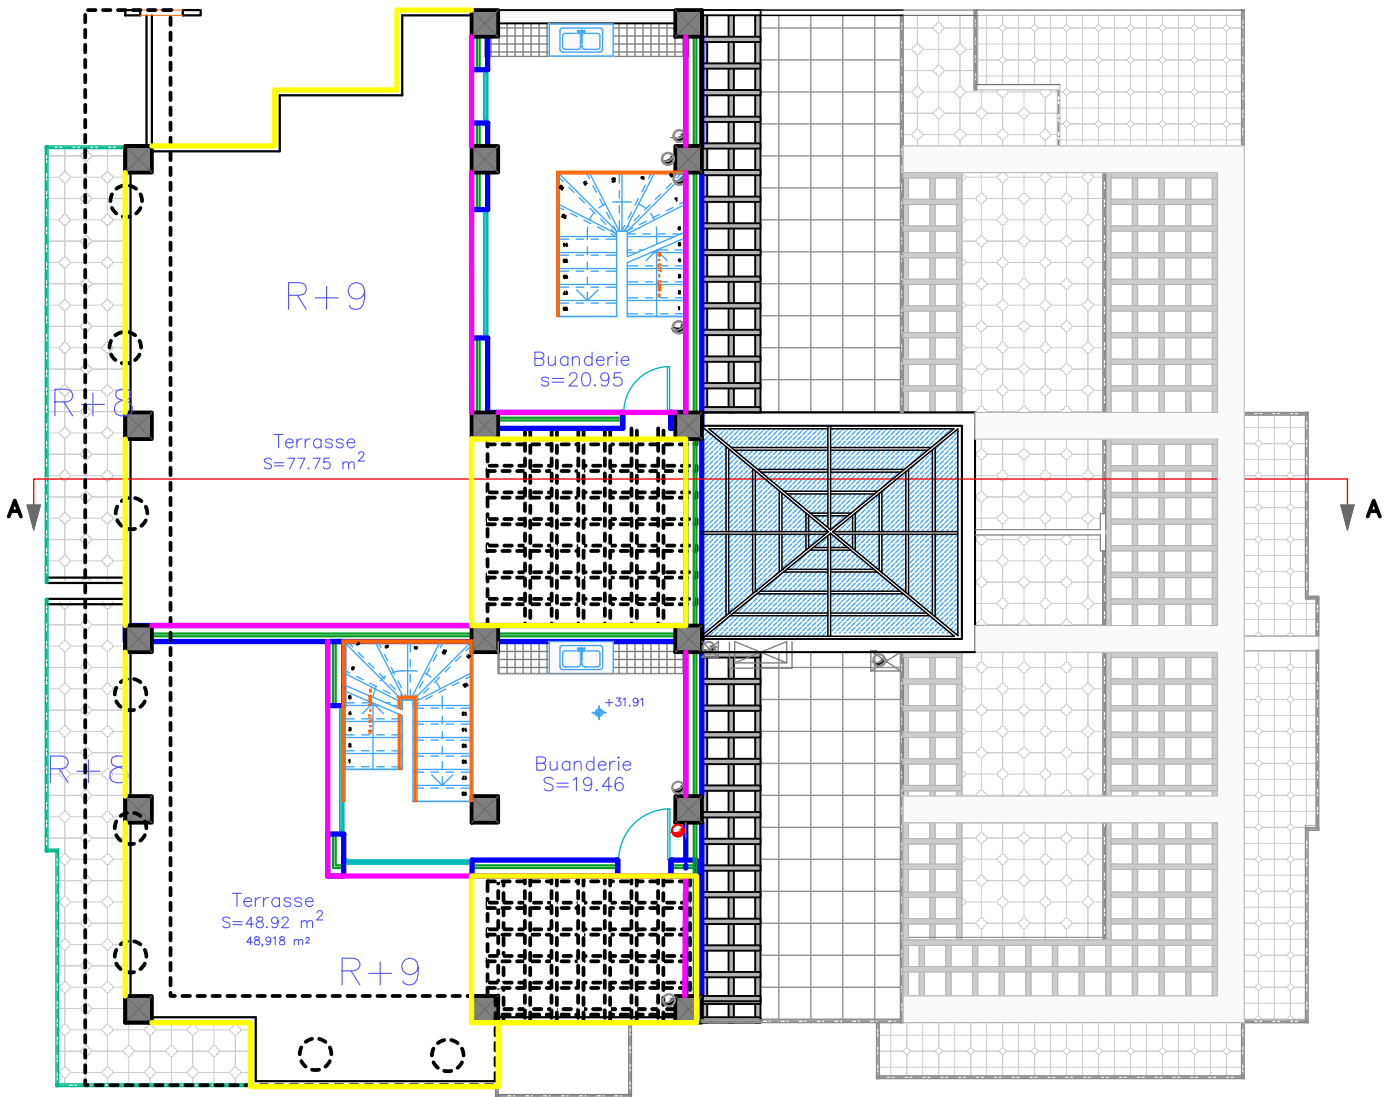 R+9
Buanderie
s=20.95
R+8
Terrasse
S=77.75 m²
A
A
+31.91
Buanderie
S=19.46
R+8
Terrasse
S=48.92 m²
48,918 m²
R+9